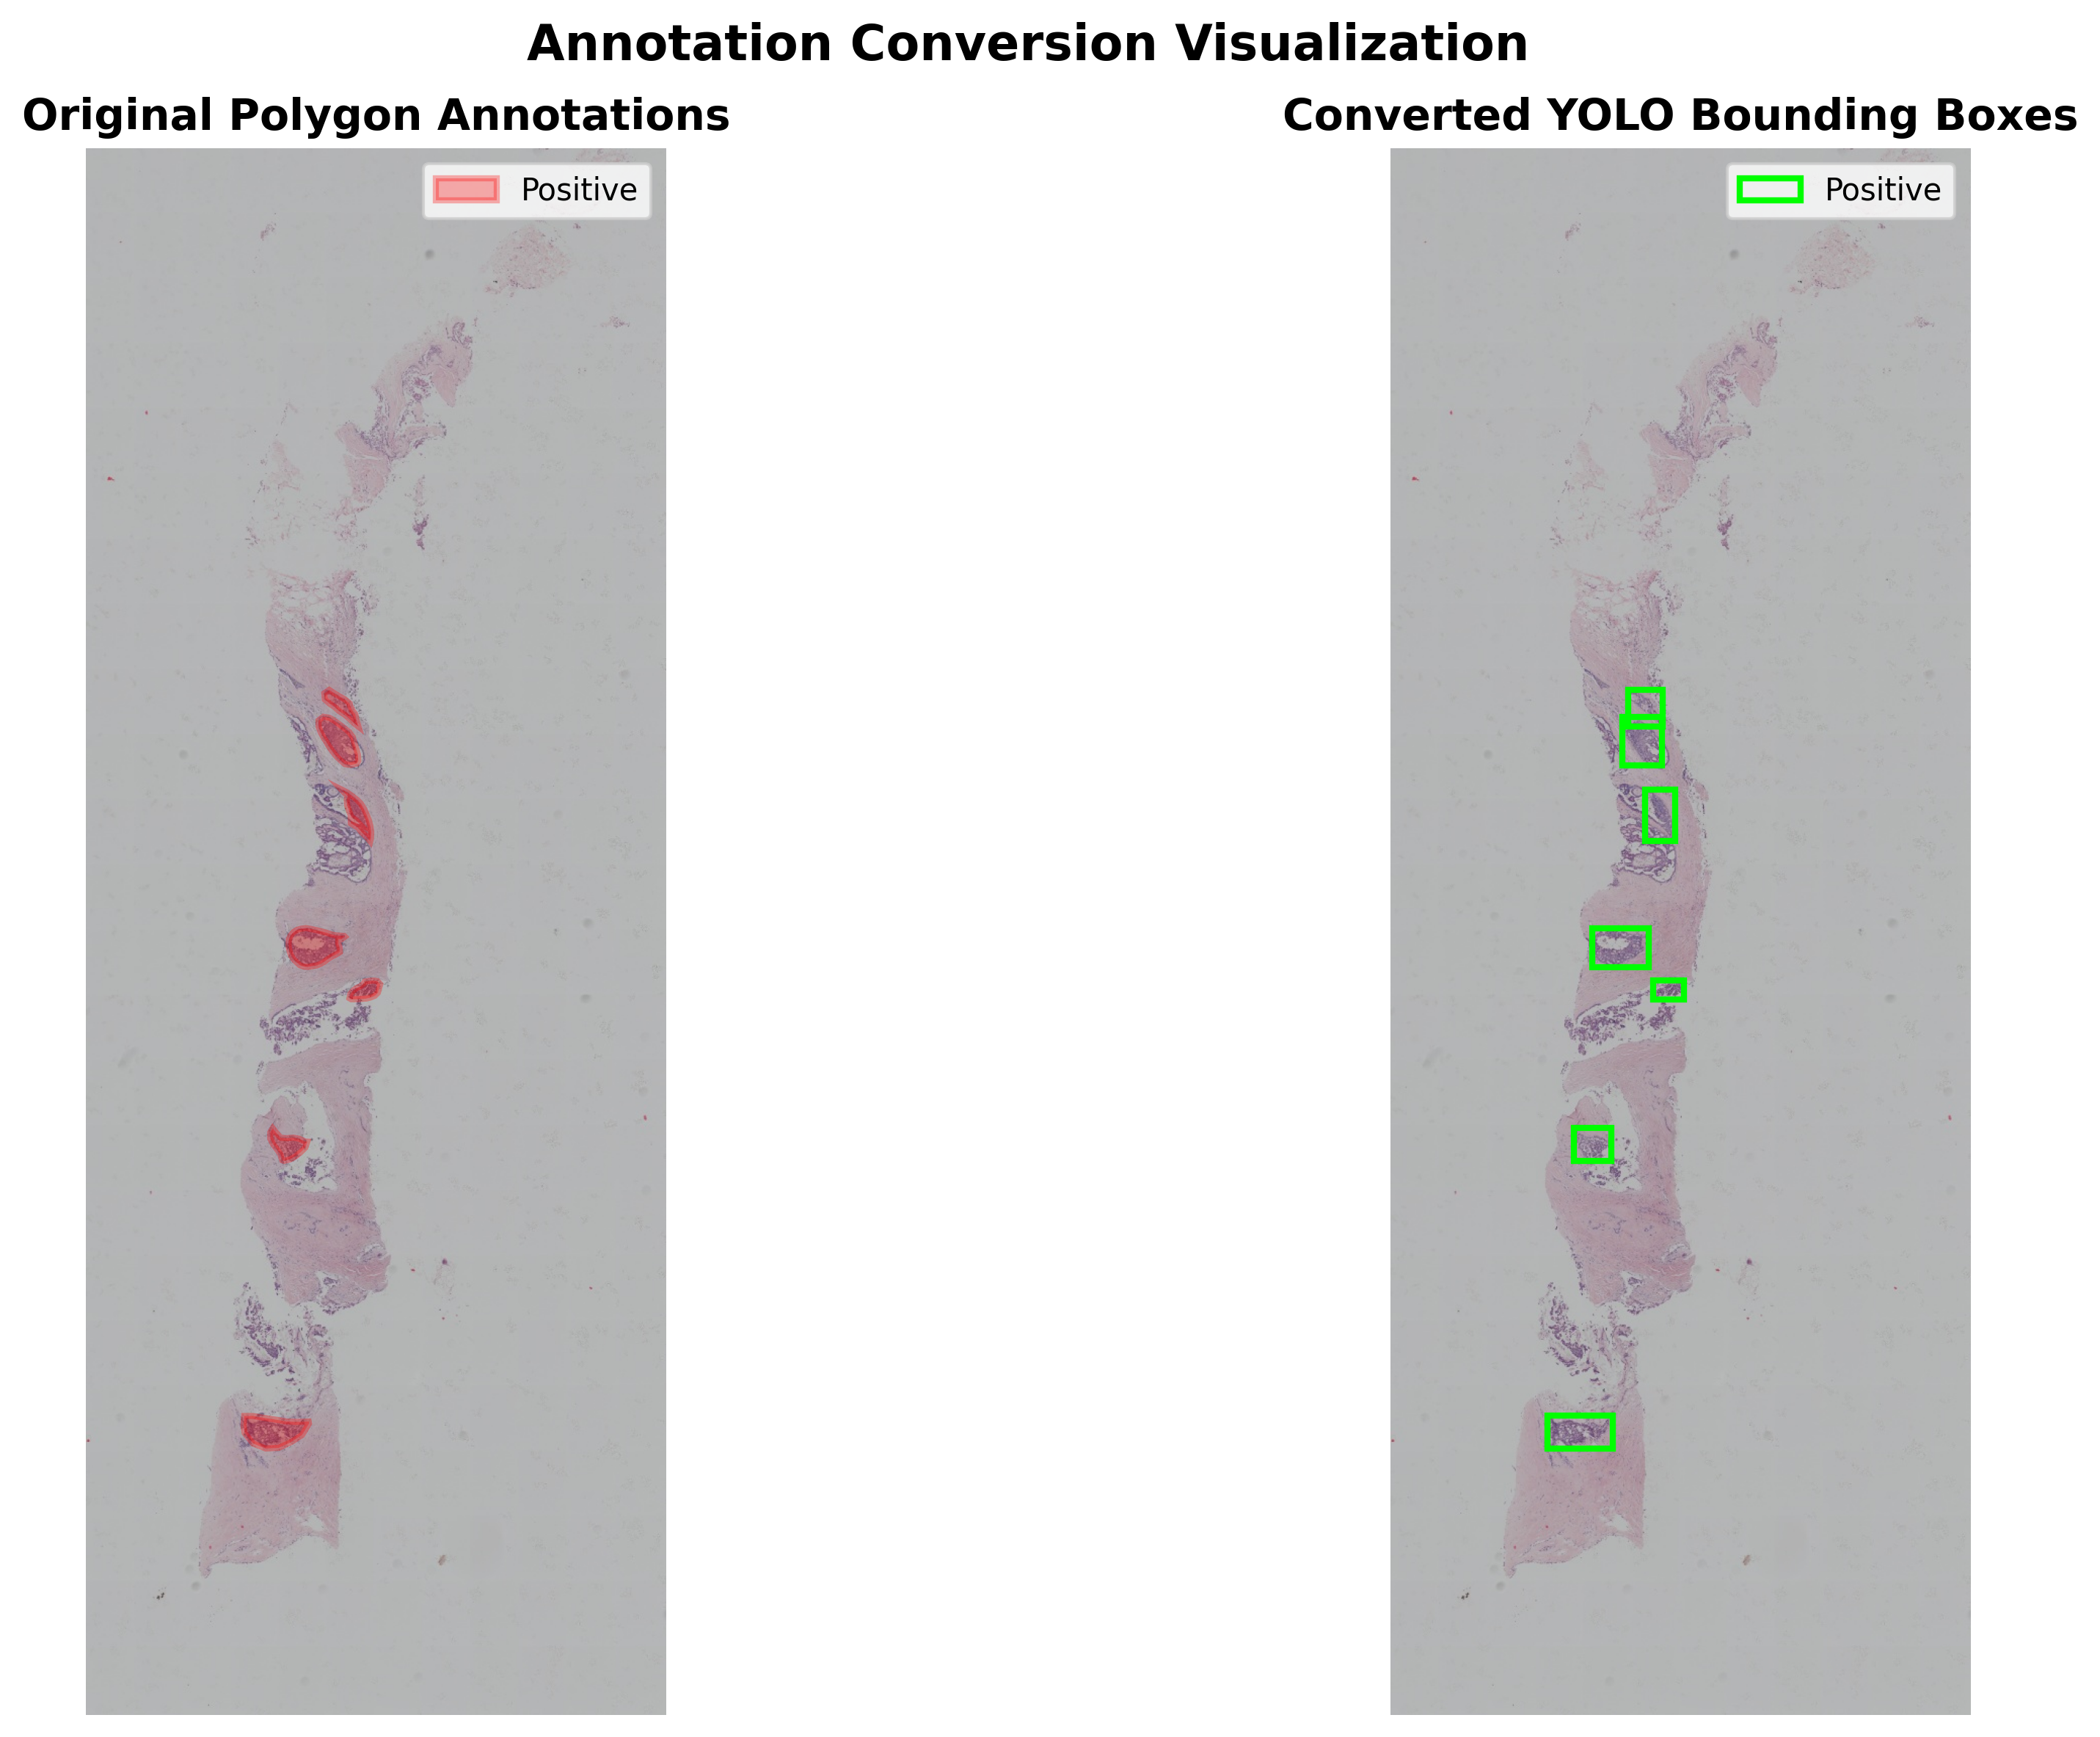 Annotation Conversion Visualization
Original Polygon Annotations
Converted YOLO Bounding Boxes
Positive
Positive